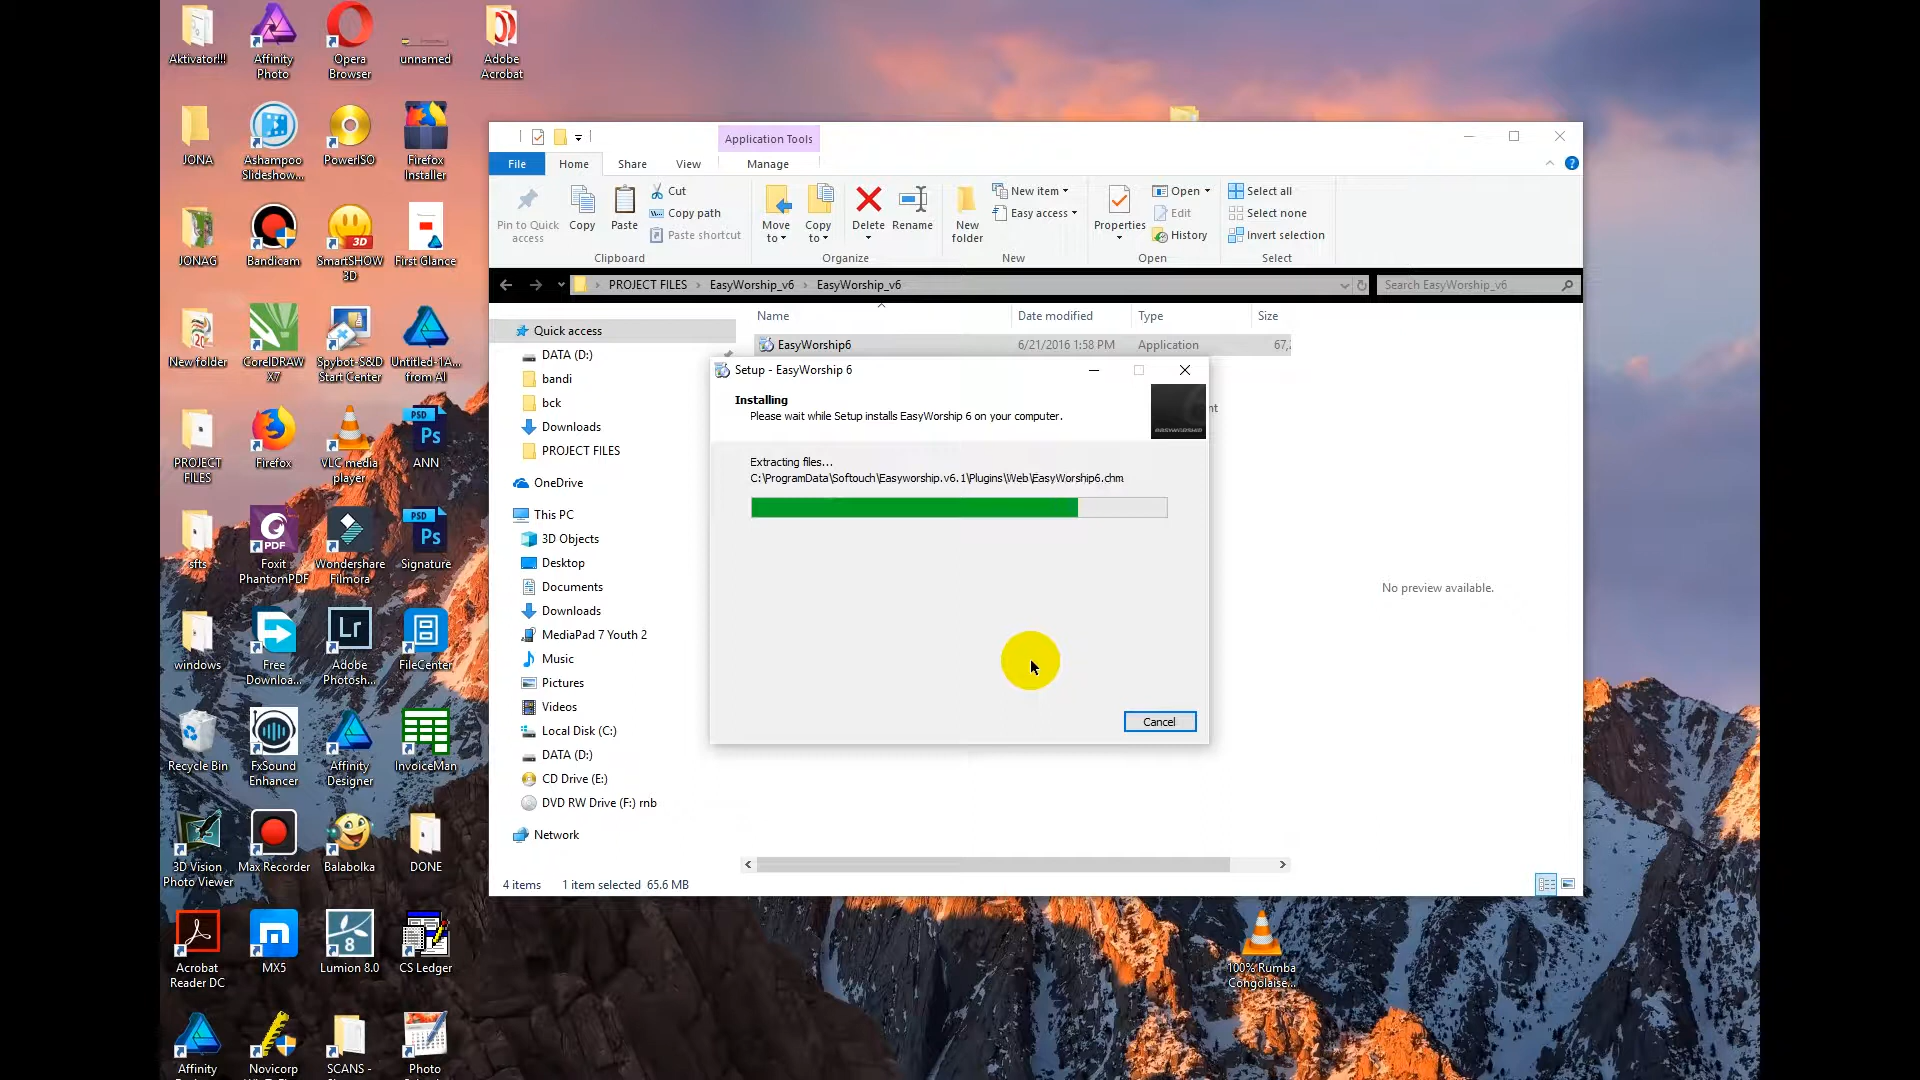 Aktivator!!!
Affinity
Photo
Opera
Browser
unnamed
Adobe
Acrobat
JONA
Ashampoo
Slideshow...
PowerISO
Firefox
Installer
JONAG
Bandicam
SmartSHOW
3D
First Glance
New folder
CorelDRAW
X7
Spybot-S&D
Start Center
Untitled-1A...
from AI
PROJECT
FILES
Firefox
VLC media
player
ANN
sfts
Foxit
PhantomPDF
Wondershare
Filmora
Signature
windows
Free
Downloa...
Adobe
Photosh...
FileCenter
Recycle Bin
FxSound
Enhancer
Affinity
Designer
InvoiceMan
3D Vision
Photo Viewer
Max Recorder
Balabolka
DONE
Acrobat
Reader DC
MX5
Lumion 8.0
CS Ledger
Affinity
Novicorp
SCANS -
Photo
100% Rumba
Congolaise...
Application Tools
File
Home
Share
View
Manage
Pin to Quick
access
Copy
Paste
Cut
Copy path
Paste shortcut
Clipboard
Move
to
Copy
to
Delete
Rename
Organize
New
folder
New item
Easy access
New
Properties
Open
Edit
History
Open
Select all
Select none
Invert selection
Select
PROJECT FILES
EasyWorship_v6
EasyWorship_v6
Search EasyWorship_v6
Name
Date modified
Type
Size
EasyWorship6
6/21/2016 1:58 PM
Application
67,
Quick access
DATA (D:)
bandi
bck
Downloads
PROJECT FILES
OneDrive
This PC
3D Objects
Desktop
Documents
Downloads
MediaPad 7 Youth 2
Music
Pictures
Videos
Local Disk (C:)
DATA (D:)
CD Drive (E:)
DVD RW Drive (F:) rnb
Network
4 items
1 item selected 65.6 MB
No preview available.
Setup - EasyWorship 6
Installing
Please wait while Setup installs EasyWorship 6 on your computer.
EASYWORSHIP
Extracting files...
C:\ProgramData\Softouch\Easyworship.v6.1\Plugins\Web\EasyWorship6.chm
Cancel